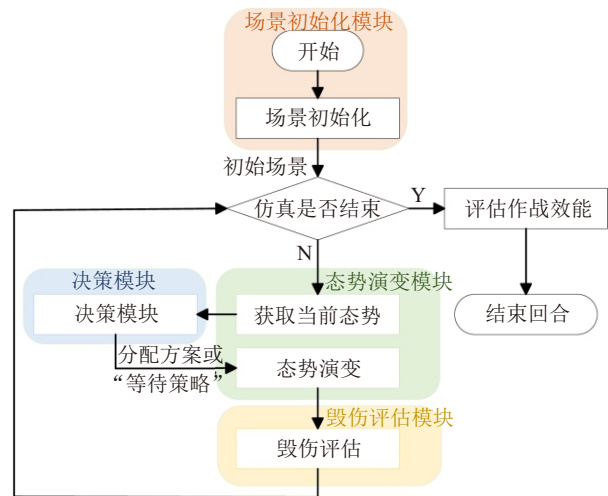 场景初始化模块
开始
场景初始化
初始场景
仿真是否结束
Y
评估作战效能
N
结束回合
决策模块
态势演变模块
决策模块
获取当前态势
分配方案或
“等待策略”
态势演变
毁伤评估模块
毁伤评估